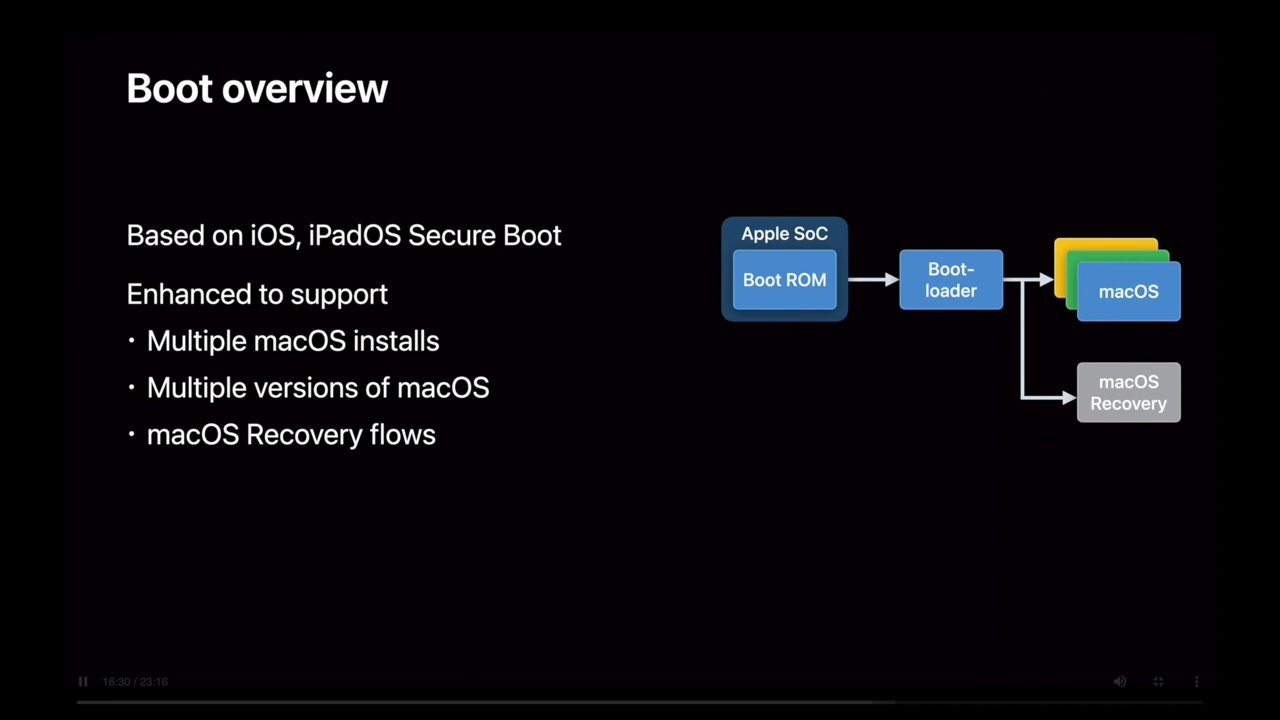 Boot overview
Based on iOS, iPadOS Secure Boot
Enhanced to support
• Multiple macOS installs
• Multiple versions of macOS
• macOS Recovery flows
Apple SoC
Boot ROM
Boot-
loader
macOS
macOS
Recovery
16:30 / 23:16